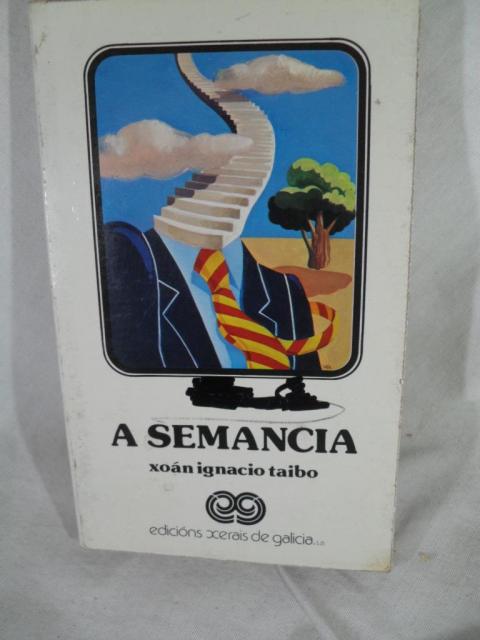 A SEMANCIA
xoán ignacio taibo
edicións xerais de galicia, s.a.